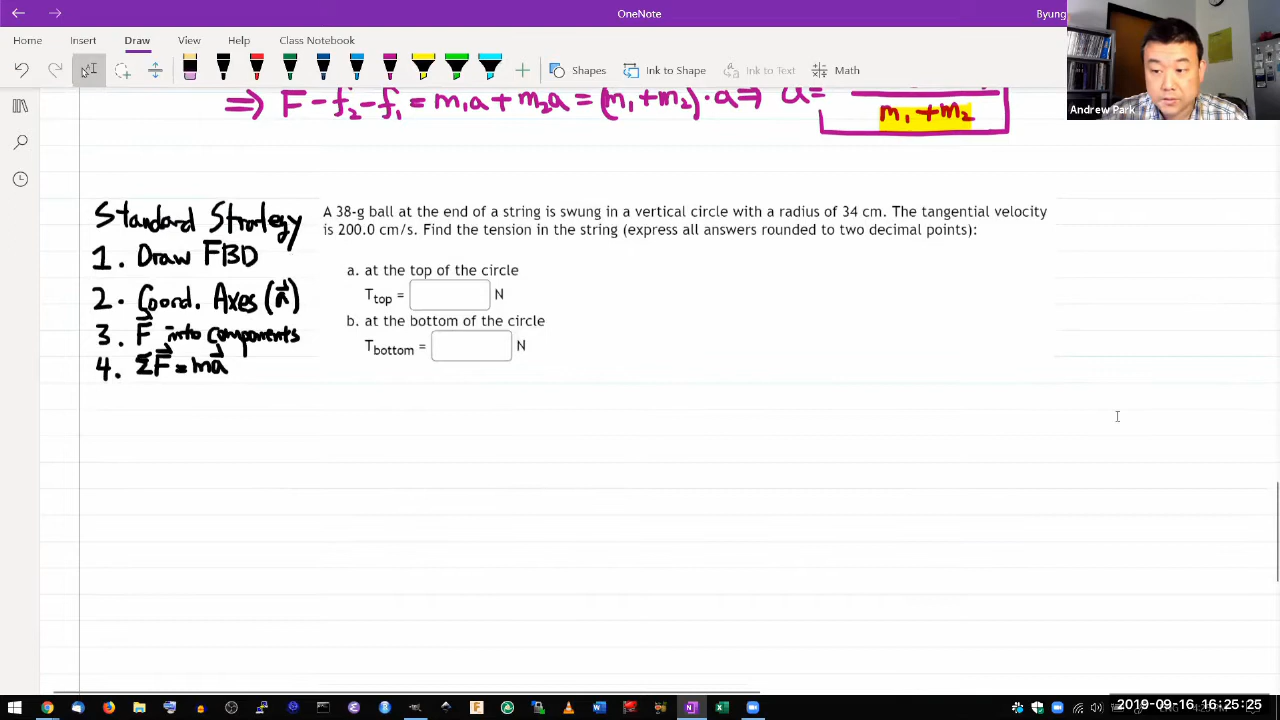 OneNote
Byung
Home Insert Draw View Help Class Notebook
Shapes Ink to Shape Ink to Text Math
Andrew Park
⇒ F - f₂ - f₁ = m₁a + m₂a = (m₁+m₂)·a ⇒ a =
m₁ + m₂
Standard Strategy
1. Draw FBD
2. Coord. Axes (a⃗)
3. F⃗ into components
4. ΣF⃗ = ma⃗
A 38-g ball at the end of a string is swung in a vertical circle with a radius of 34 cm. The tangential velocity
is 200.0 cm/s. Find the tension in the string (express all answers rounded to two decimal points):
a. at the top of the circle
Ttop = N
b. at the bottom of the circle
Tbottom = N
2019-09-16 16:25:25